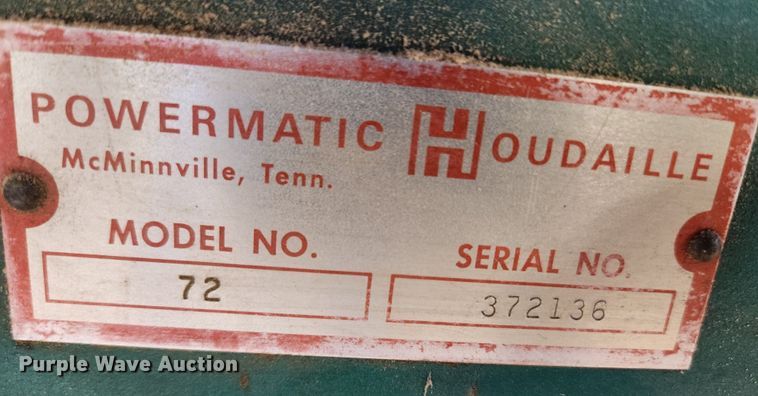 POWERMATIC HOUDAILLE
McMinnville, Tenn.
MODEL NO.
72
SERIAL NO.
372136
Purple Wave Auction